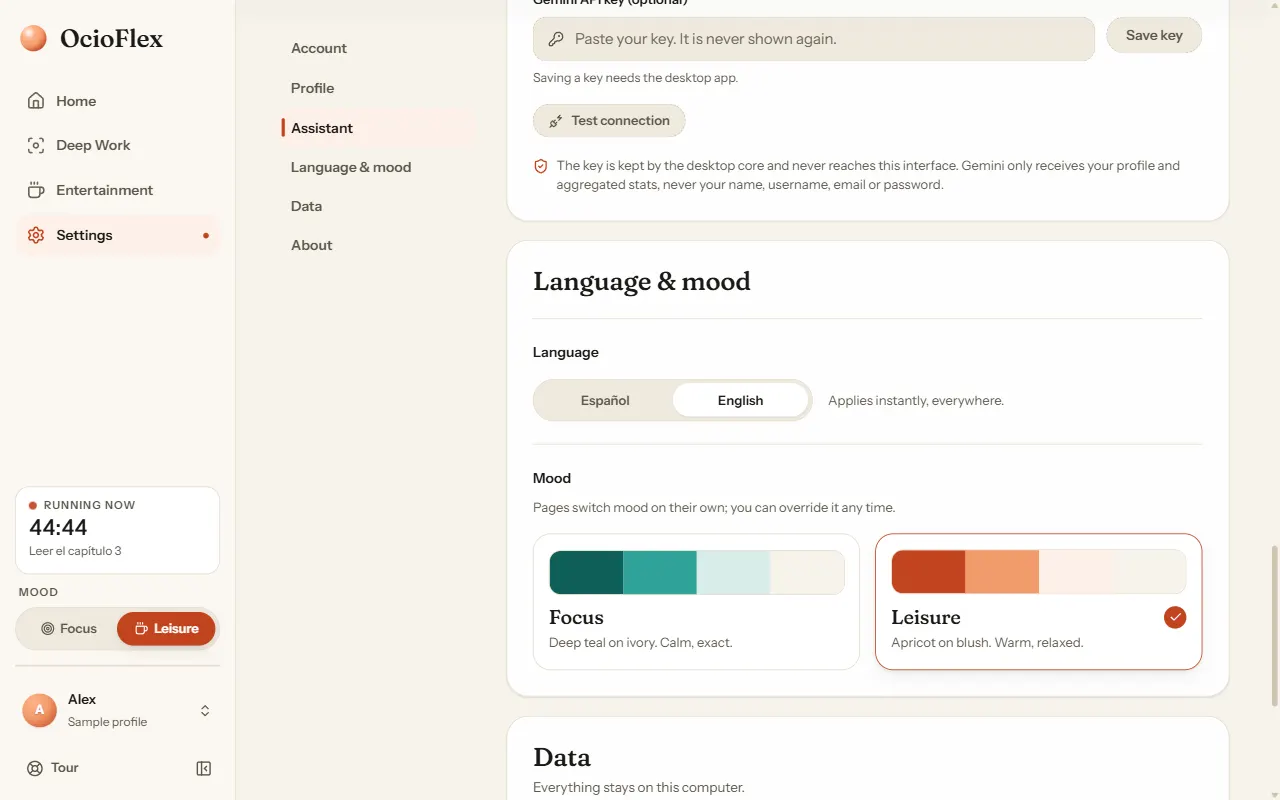 OcioFlex
Home
Deep Work
Entertainment
Settings
RUNNING NOW
44:44
Leer el capítulo 3
MOOD
Focus
Leisure
A
Alex
Sample profile
Tour
Account
Profile
Assistant
Language & mood
Data
About
Gemini API key (optional)
Paste your key. It is never shown again.
Save key
Saving a key needs the desktop app.
Test connection
The key is kept by the desktop core and never reaches this interface. Gemini only receives your profile and
aggregated stats, never your name, username, email or password.
Language & mood
Language
Español
English
Applies instantly, everywhere.
Mood
Pages switch mood on their own; you can override it any time.
Focus
Deep teal on ivory. Calm, exact.
Leisure
Apricot on blush. Warm, relaxed.
Data
Everything stays on this computer.